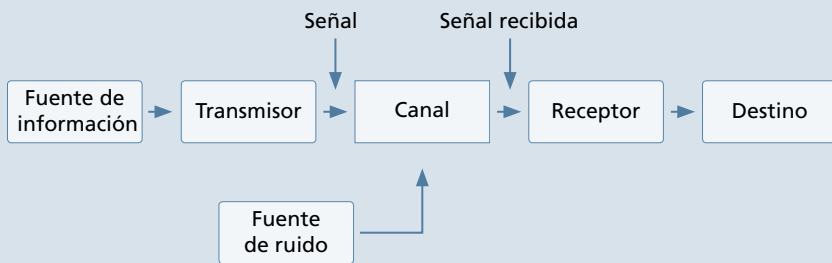 Señal
Señal recibida
Fuente de
información
Transmisor
Canal
Receptor
Destino
Fuente
de ruido